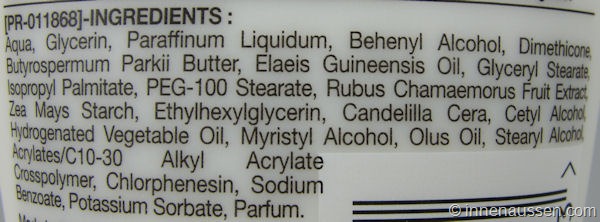 [PR-011868]-INGREDIENTS :
Aqua, Glycerin, Paraffinum Liquidum, Behenyl Alcohol, Dimethicone,
Butyrospermum Parkii Butter, Elaeis Guineensis Oil, Glyceryl Stearate,
Isopropyl Palmitate, PEG-100 Stearate, Rubus Chamaemorus Fruit Extract,
Zea Mays Starch, Ethylhexylglycerin, Candelilla Cera, Cetyl Alcohol,
Hydrogenated Vegetable Oil, Myristyl Alcohol, Olus Oil, Stearyl Alcohol,
Acrylates/C10-30 Alkyl Acrylate
Crosspolymer, Chlorphenesin, Sodium
Benzoate, Potassium Sorbate, Parfum.
© innenaussen.com